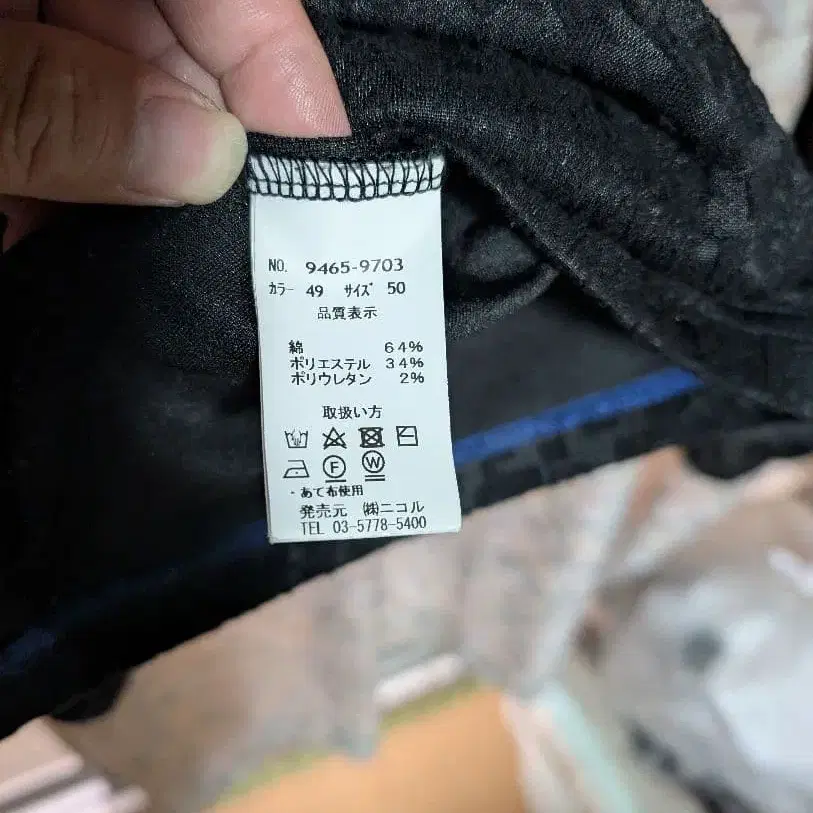 NO. 9465-9703
カラー 49 サイズ 50
品質表示
綿 64%
ポリエステル 34%
ポリウレタン 2%
取扱い方
F W
・あて布使用
発売元 ㈱ニコル
TEL 03-5778-5400